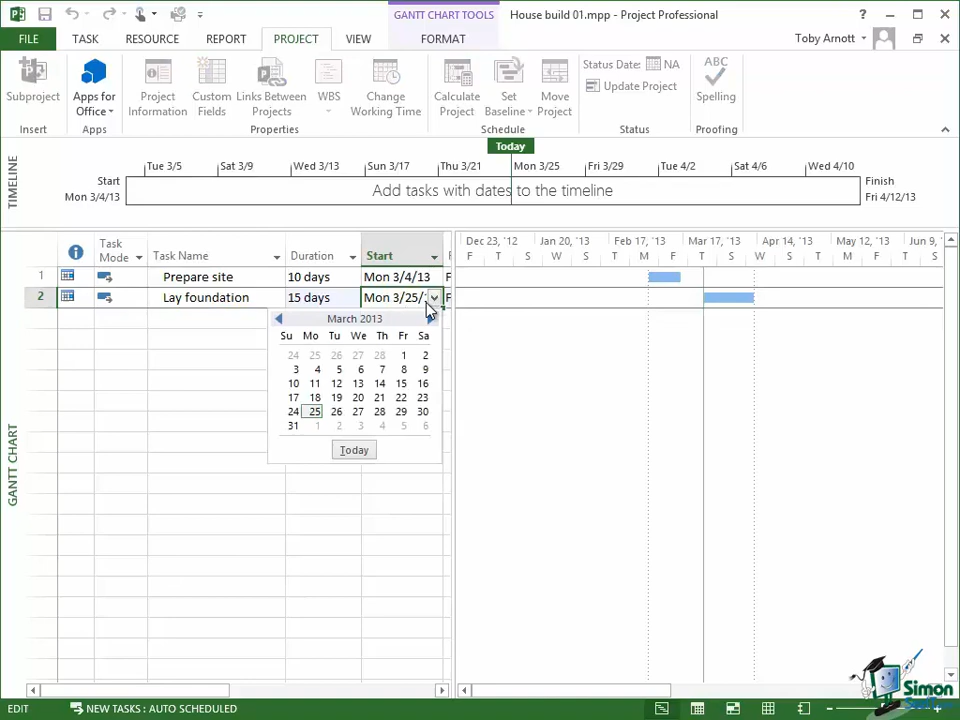 GANTT CHART TOOLS
House build 01.mpp - Project Professional
?
FILE
TASK
RESOURCE
REPORT
PROJECT
VIEW
FORMAT
Toby Arnott
Subproject
Apps for
Office
Project
Information
Custom
Fields
Links Between
Projects
WBS
Change
Working Time
Calculate
Project
Set
Baseline
Move
Project
Status Date:
NA
Update Project
ABC
Spelling
Insert
Apps
Properties
Schedule
Status
Proofing
Today
TIMELINE
Start
Mon 3/4/13
Tue 3/5
Sat 3/9
Wed 3/13
Sun 3/17
Thu 3/21
Mon 3/25
Fri 3/29
Tue 4/2
Sat 4/6
Wed 4/10
Add tasks with dates to the timeline
Finish
Fri 4/12/13
GANTT CHART
Task
Mode
Task Name
Duration
Start
Dec 23, '12
Jan 20, '13
Feb 17, '13
Mar 17, '13
Apr 14, '13
May 12, '13
Jun 9, '
F T S W M F T S W T S
1 Prepare site 10 days Mon 3/4/13 F
2 Lay foundation 15 days Mon 3/25/ F
March 2013
Su Mo Tu We Th Fr Sa
24 25 26 27 28 1 2
3 4 5 6 7 8 9
10 11 12 13 14 15 16
17 18 19 20 21 22 23
24 25 26 27 28 29 30
31 1 2 3 4 5 6
Today
EDIT
NEW TASKS : AUTO SCHEDULED
Simon